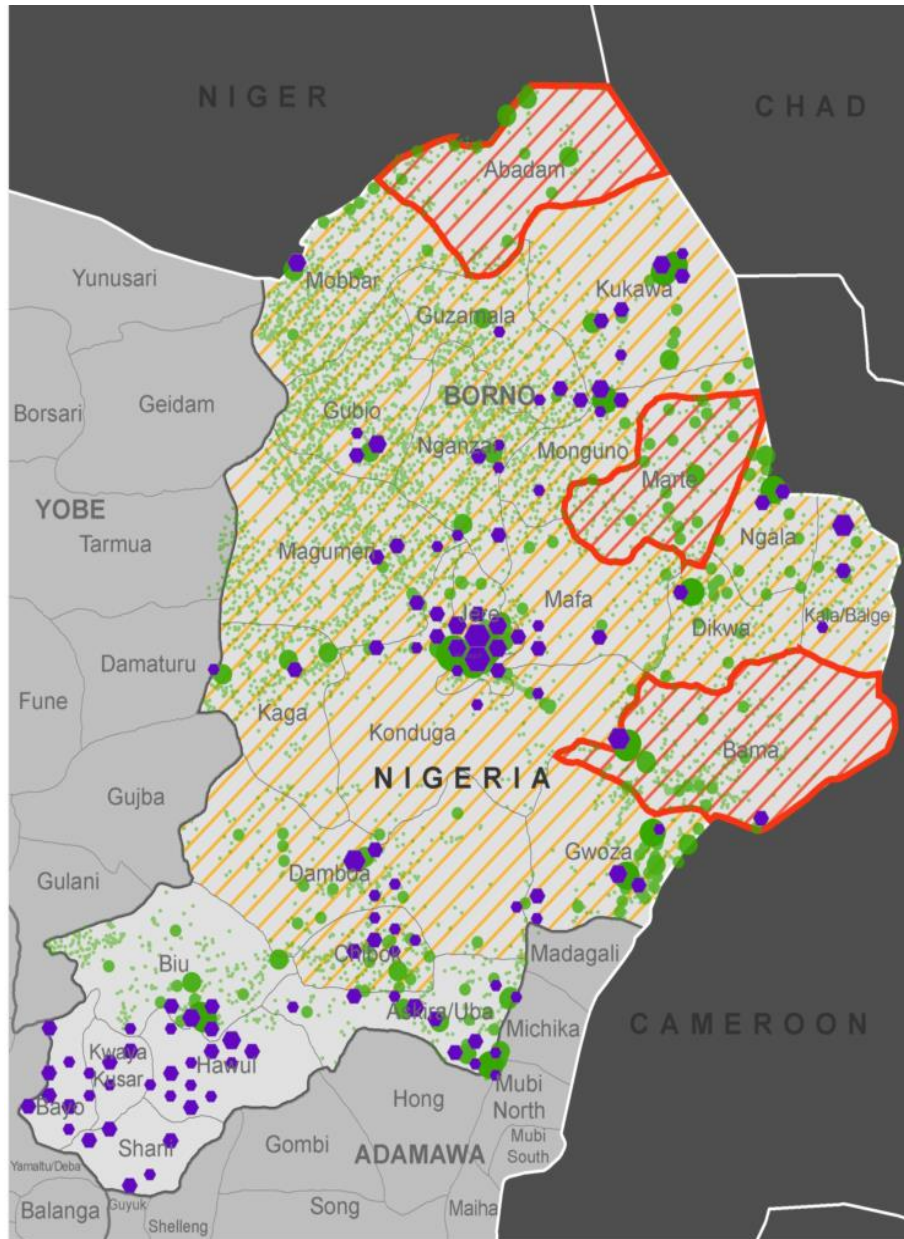 NIGER
CHAD
Abadam
Yunusari
Mobbar
Kukawa
Guzamala
Borsari
Geidam
BORNO
Gubio
Nganzai
Monguno
Marte
YOBE
Tarmua
Magumeri
Ngala
Jere
Mafa
Dikwa
Kala/Balge
Damaturu
Fune
Kaga
Konduga
Bama
NIGERIA
Gujba
Gulani
Damboa
Gwoza
Biu
Chibok
Madagali
Askira/Uba
Michika
CAMEROON
Kwaya
Kusar
Hawul
Bayo
Mubi
North
Hong
Shani
Gombi
ADAMAWA
Mubi
South
Yamaltu/Deba
Balanga
Guyuk
Shelleng
Song
Maiha